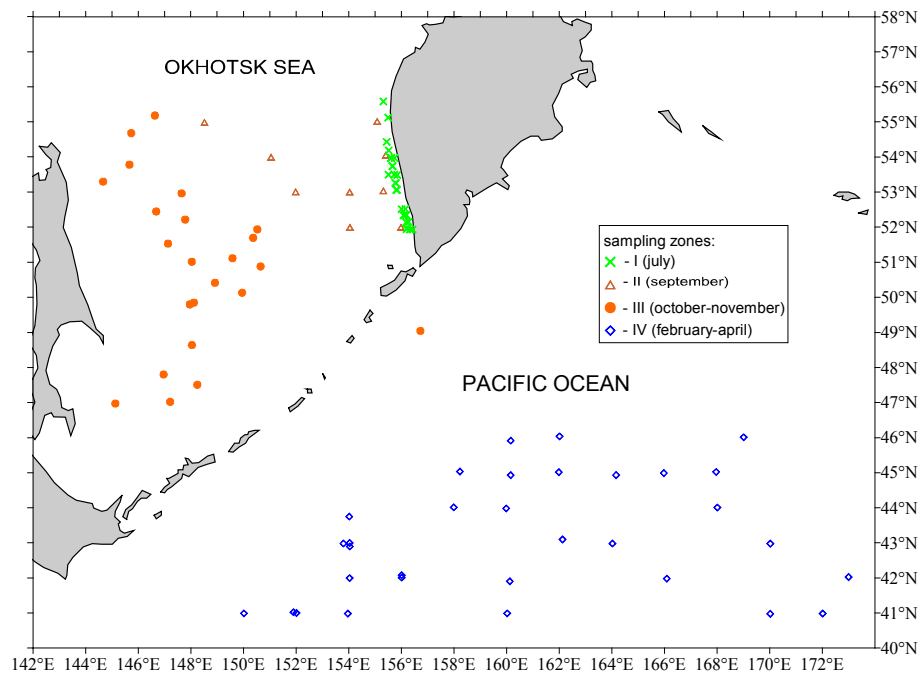 58°N
57°N
OKHOTSK SEA
56°N
55°N
54°N
53°N
52°N
sampling zones:
- I (july)
51°N
- II (september)
50°N
- III (october-november)
49°N
- IV (february-april)
48°N
PACIFIC OCEAN
47°N
46°N
45°N
44°N
43°N
42°N
41°N
40°N
142°E 144°E 146°E 148°E 150°E 152°E 154°E 156°E 158°E 160°E 162°E 164°E 166°E 168°E 170°E 172°E